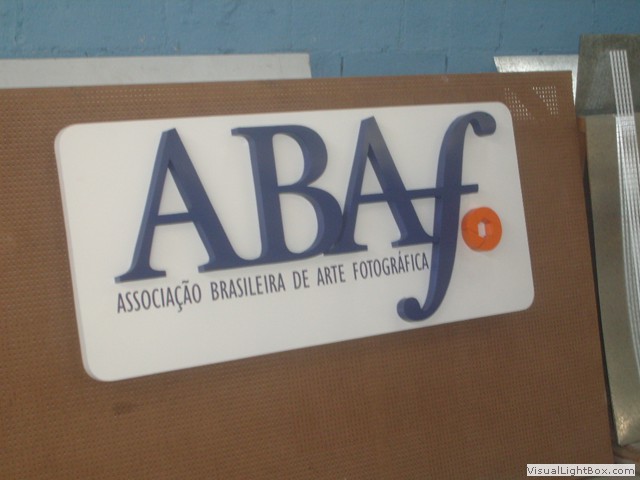 ABAf
ASSOCIAÇÃO BRASILEIRA DE ARTE FOTOGRÁFICA
VisualLightBox.com